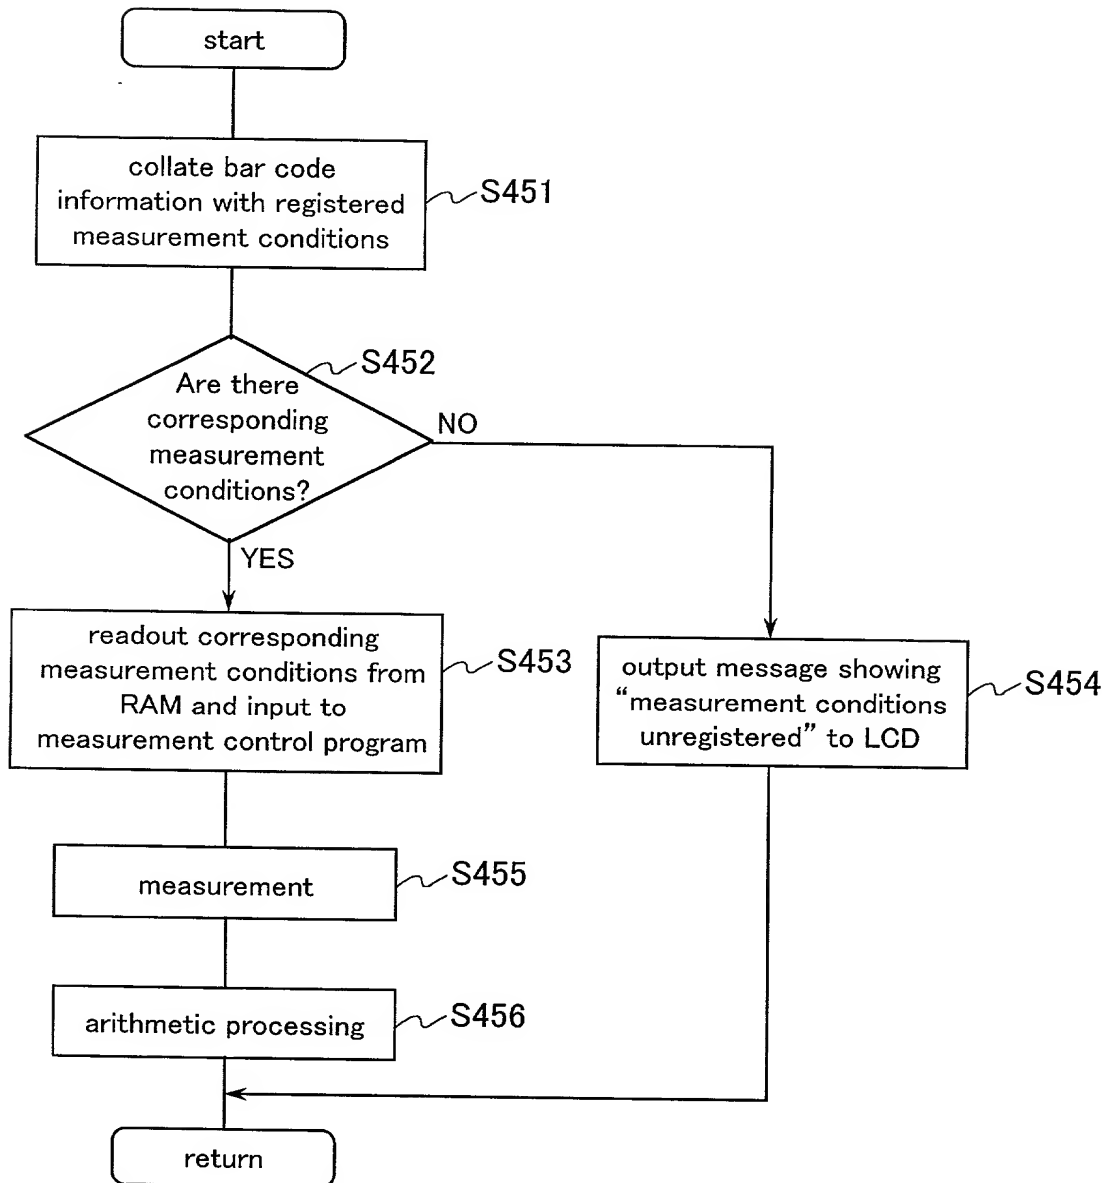 start
collate bar code
information with registered
measurement conditions
S451
S452
Are there
corresponding
measurement
conditions?
NO
YES
readout corresponding
measurement conditions from
RAM and input to
measurement control program
S453
output message showing
“measurement conditions
unregistered” to LCD
S454
measurement
S455
arithmetic processing
S456
return